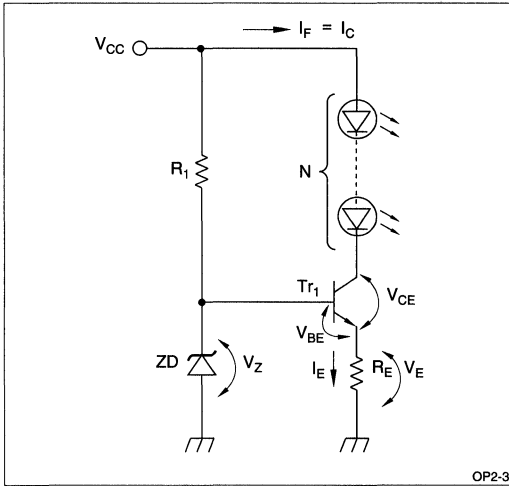 I_F = I_C
V_CC
R_1
N
Tr_1
V_CE
V_BE
ZD
V_Z
I_E
R_E
V_E
OP2-3